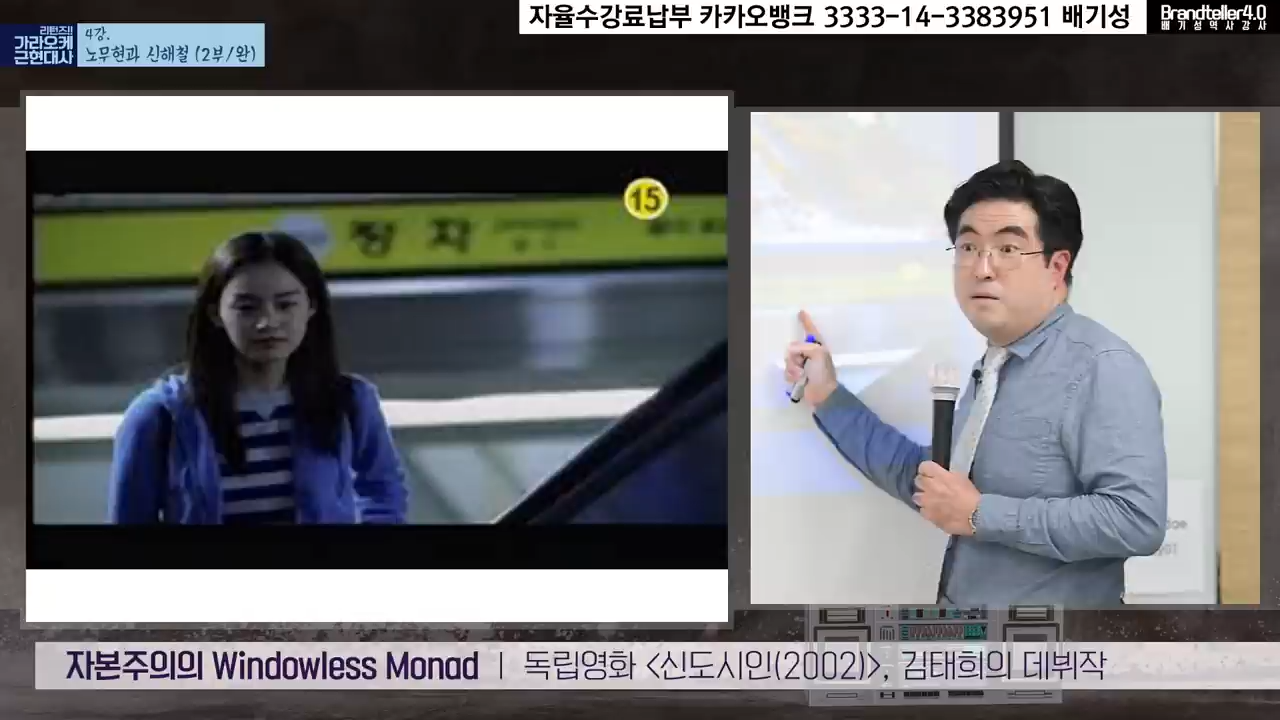 자율수강료납부 카카오뱅크 3333-14-3383951 배기성
Brandteller4.0
배기성역사강사
리턴즈!!
가라오케
근현대사
4강.
노무현과 신해철 (2부/완)
15
정자
자본주의의 Windowless Monad | 독립영화 <신도시인(2002)>, 김태희의 데뷔작